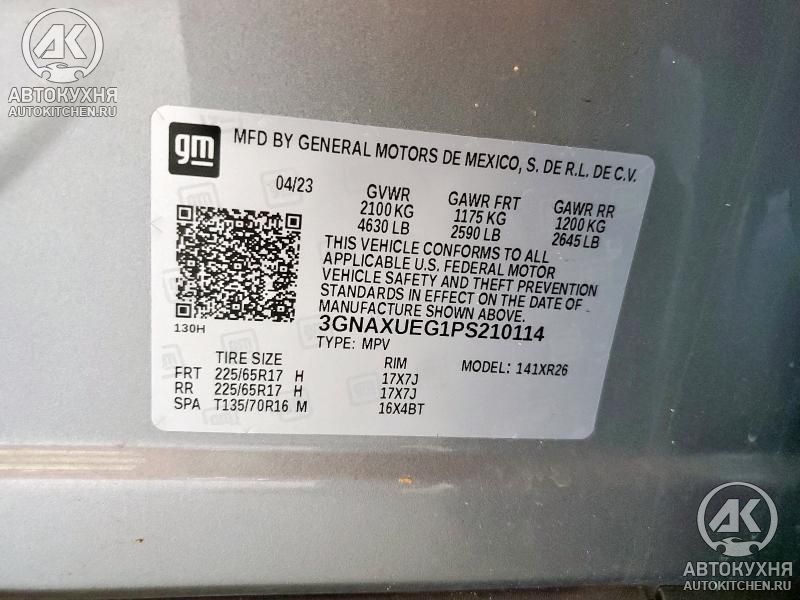 AK
АВТОКУХНЯ
AUTOKITCHEN.RU
gm
MFD BY GENERAL MOTORS DE MEXICO, S. DE R.L. DE C.V.
04/23 GVWR GAWR FRT GAWR RR
2100 KG 1175 KG 1200 KG
4630 LB 2590 LB 2645 LB
THIS VEHICLE CONFORMS TO ALL
APPLICABLE U.S. FEDERAL MOTOR
VEHICLE SAFETY AND THEFT PREVENTION
STANDARDS IN EFFECT ON THE DATE OF
MANUFACTURE SHOWN ABOVE.
130H
3GNAXUEG1PS210114
TYPE: MPV MODEL: 141XR26
TIRE SIZE RIM
FRT 225/65R17 H 17X7J
RR 225/65R17 H 17X7J
SPA T135/70R16 M 16X4BT
AK
АВТОКУХНЯ
AUTOKITCHEN.RU